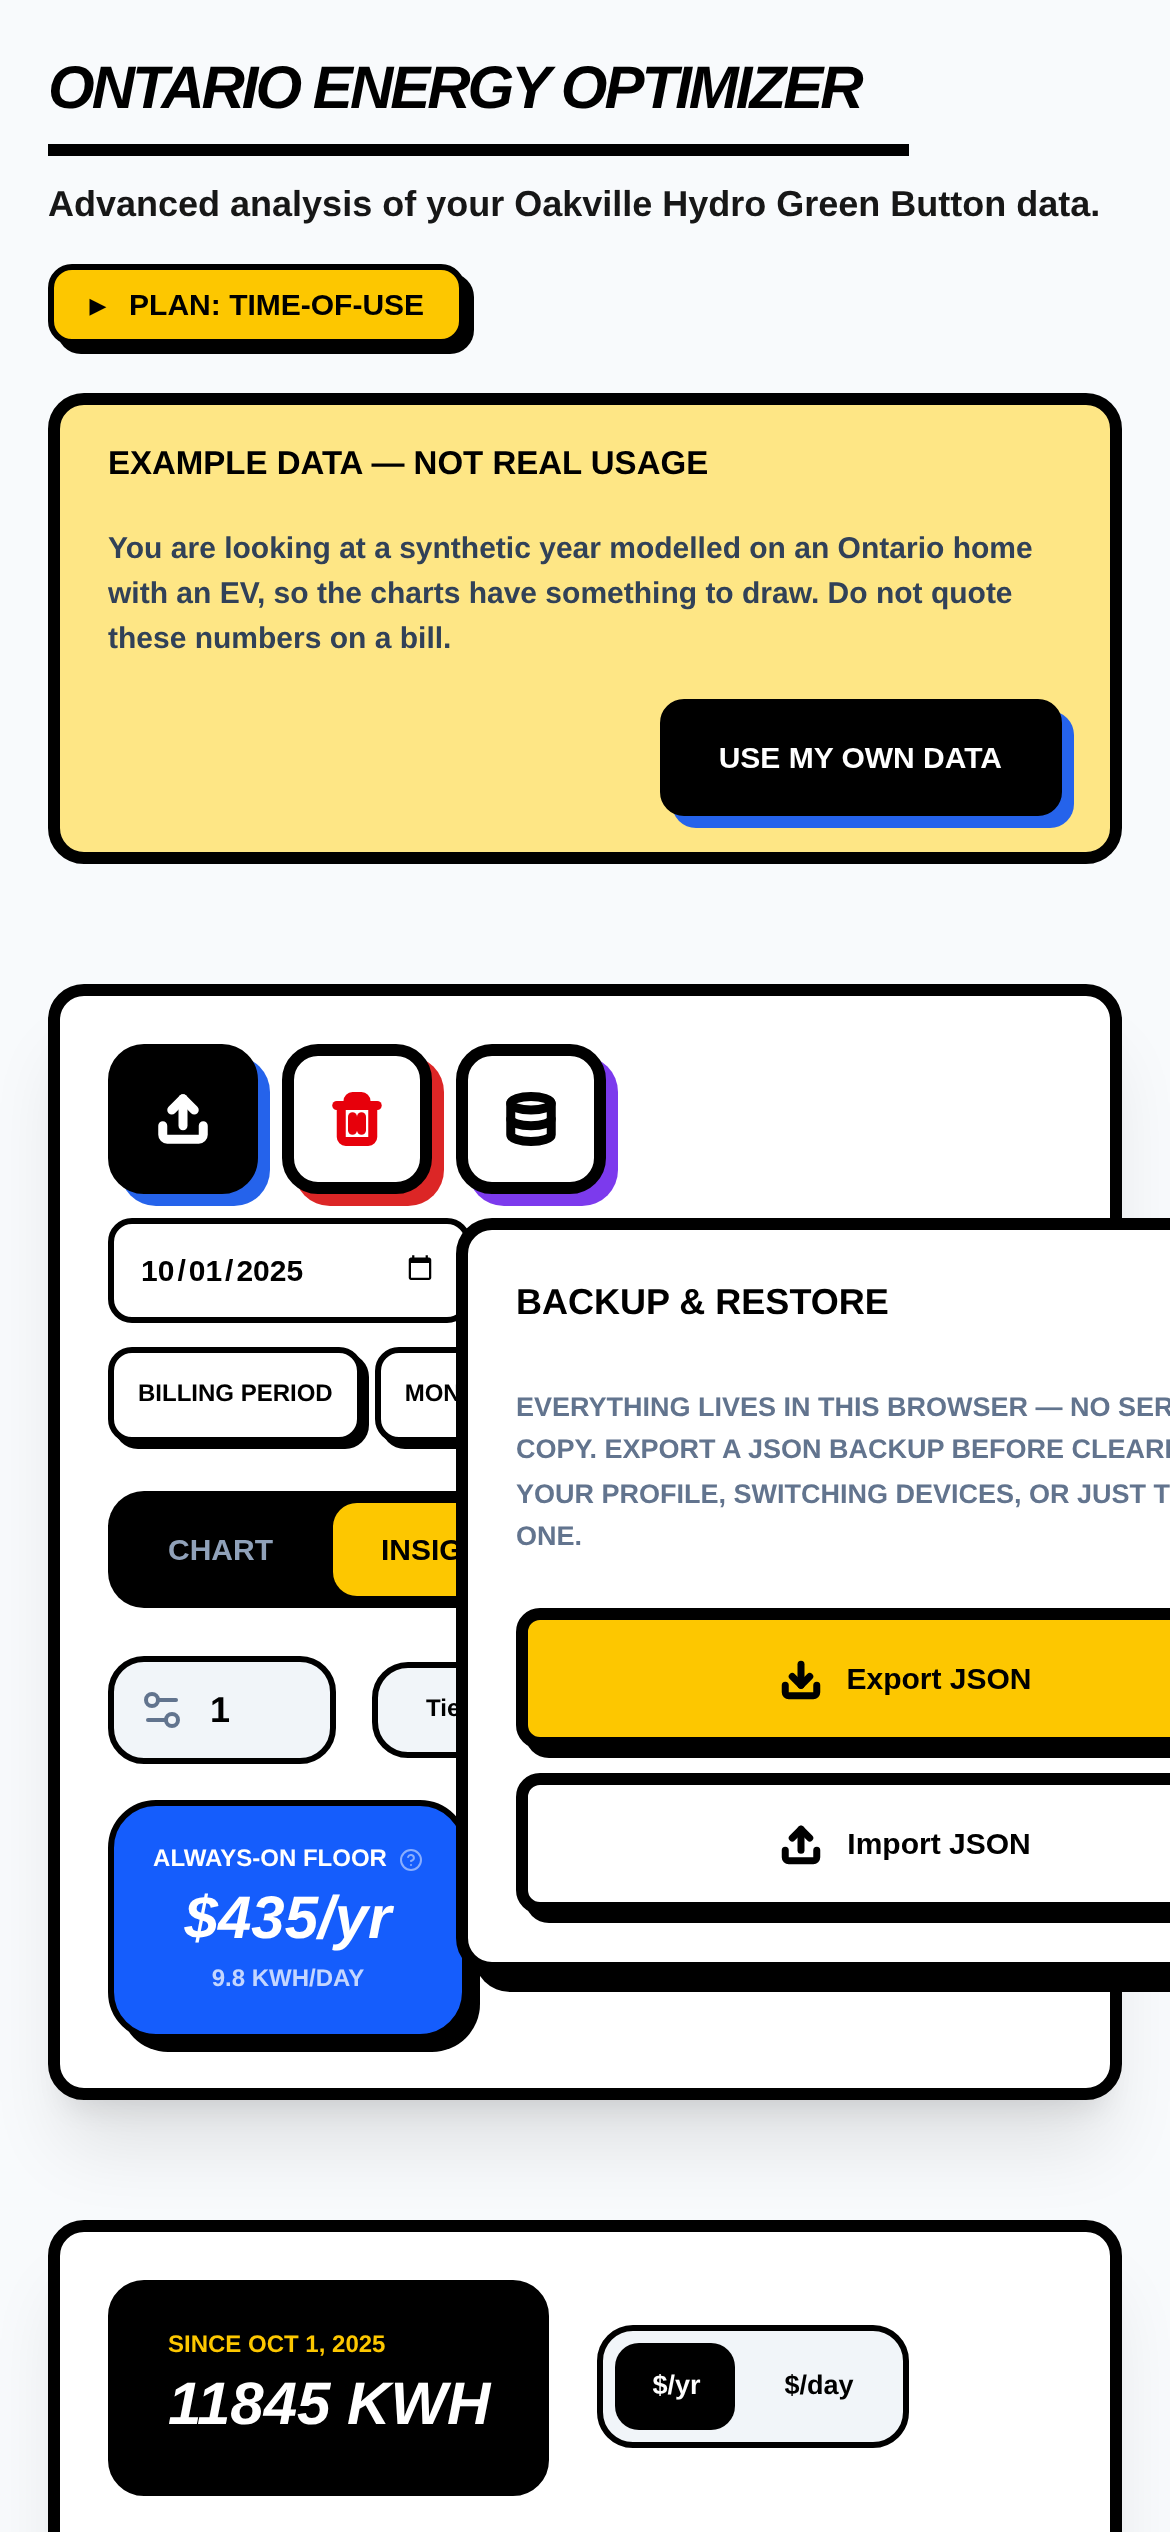 ONTARIO ENERGY OPTIMIZER
Advanced analysis of your Oakville Hydro Green Button data.
► PLAN: TIME-OF-USE
EXAMPLE DATA — NOT REAL USAGE
You are looking at a synthetic year modelled on an Ontario home
with an EV, so the charts have something to draw. Do not quote
these numbers on a bill.
USE MY OWN DATA
10/01/2025
BILLING PERIOD
MON
CHART
INSIG
1
Tie
ALWAYS-ON FLOOR
$435/yr
9.8 KWH/DAY
BACKUP & RESTORE
EVERYTHING LIVES IN THIS BROWSER — NO SER
COPY. EXPORT A JSON BACKUP BEFORE CLEARI
YOUR PROFILE, SWITCHING DEVICES, OR JUST T
ONE.
Export JSON
Import JSON
SINCE OCT 1, 2025
11845 KWH
$/yr
$/day